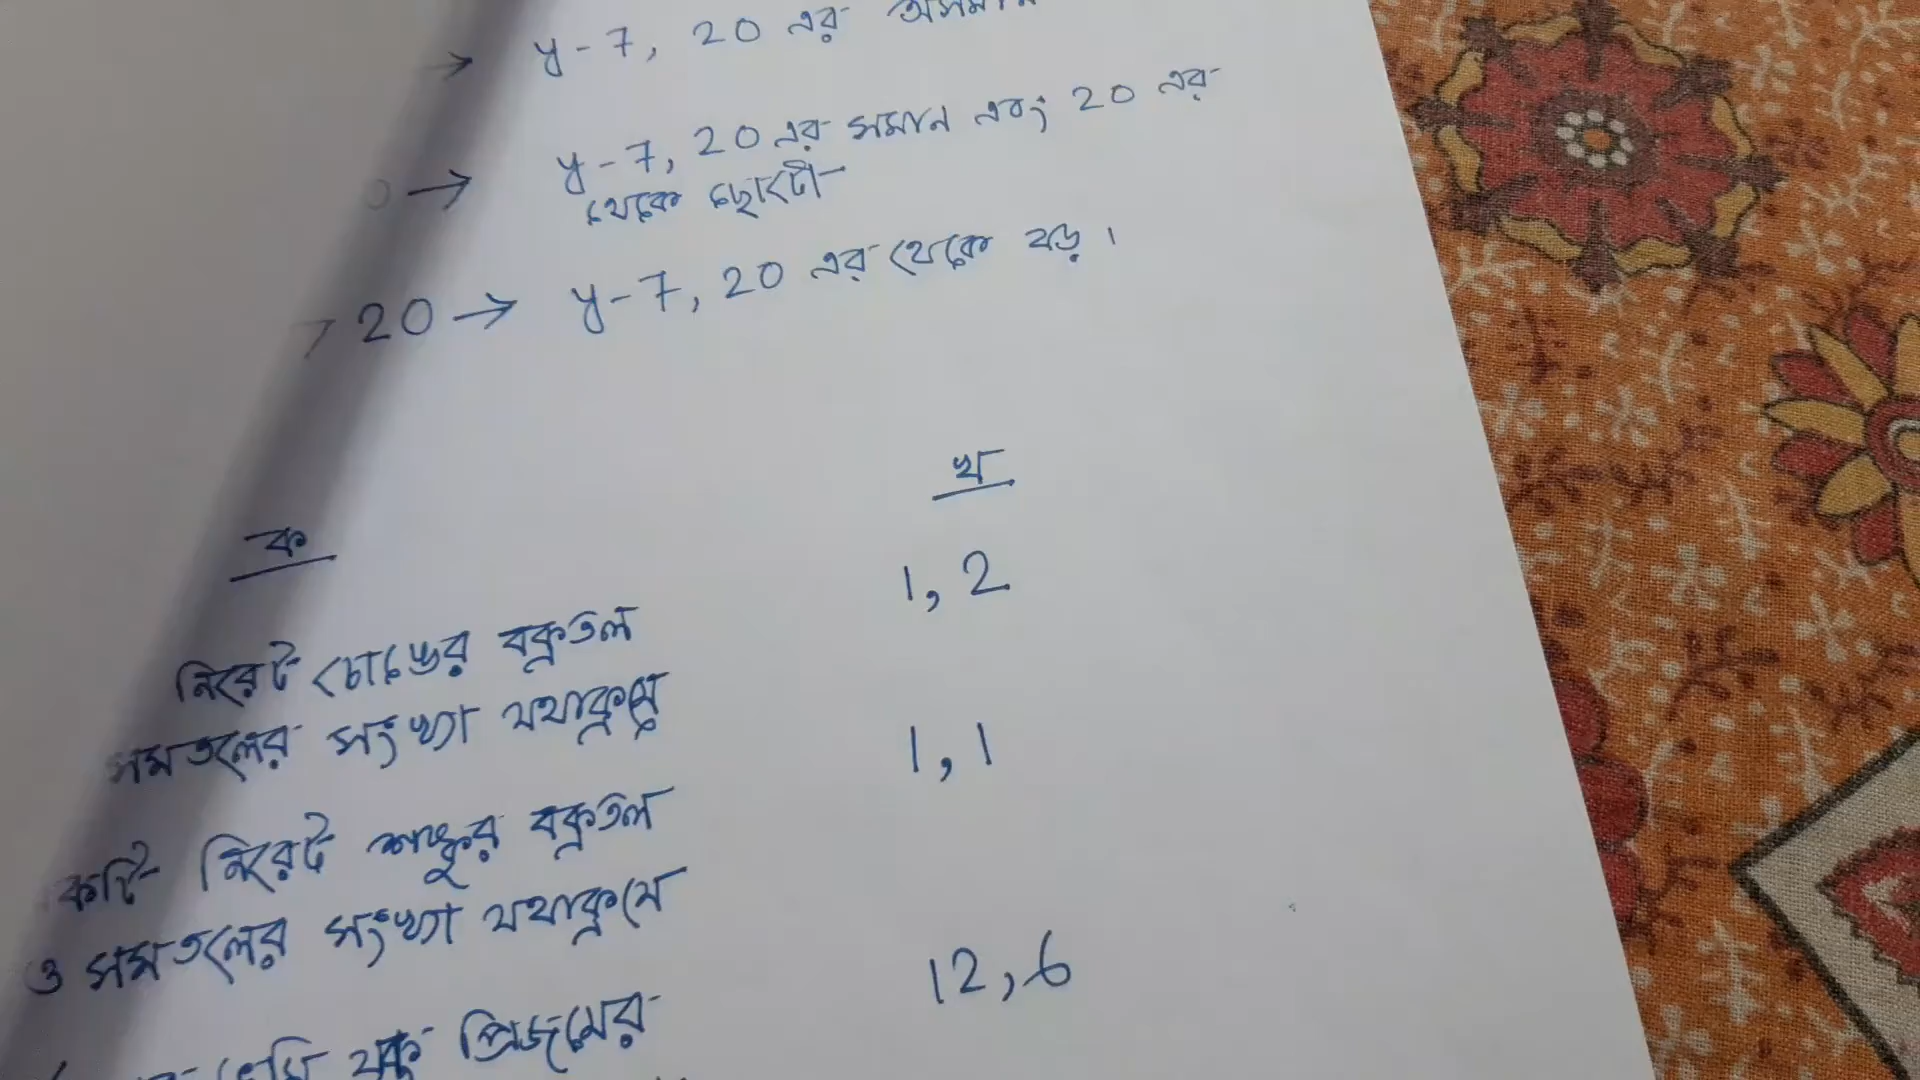 → y-7, 20 এর
→ y-7, 20 এর সমান এবং 20 এর
থেকে ছোট
> 20 → y-7, 20 এর থেকে বড়।
ক খ
নিরেট চোঙের বক্রতল 1, 2
সমতলের সংখ্যা যথাক্রমে
নিরেট শঙ্কুর বক্রতল 1, 1
ও সমতলের সংখ্যা যথাক্রমে
যুক্ত প্রিজমের 12, 6